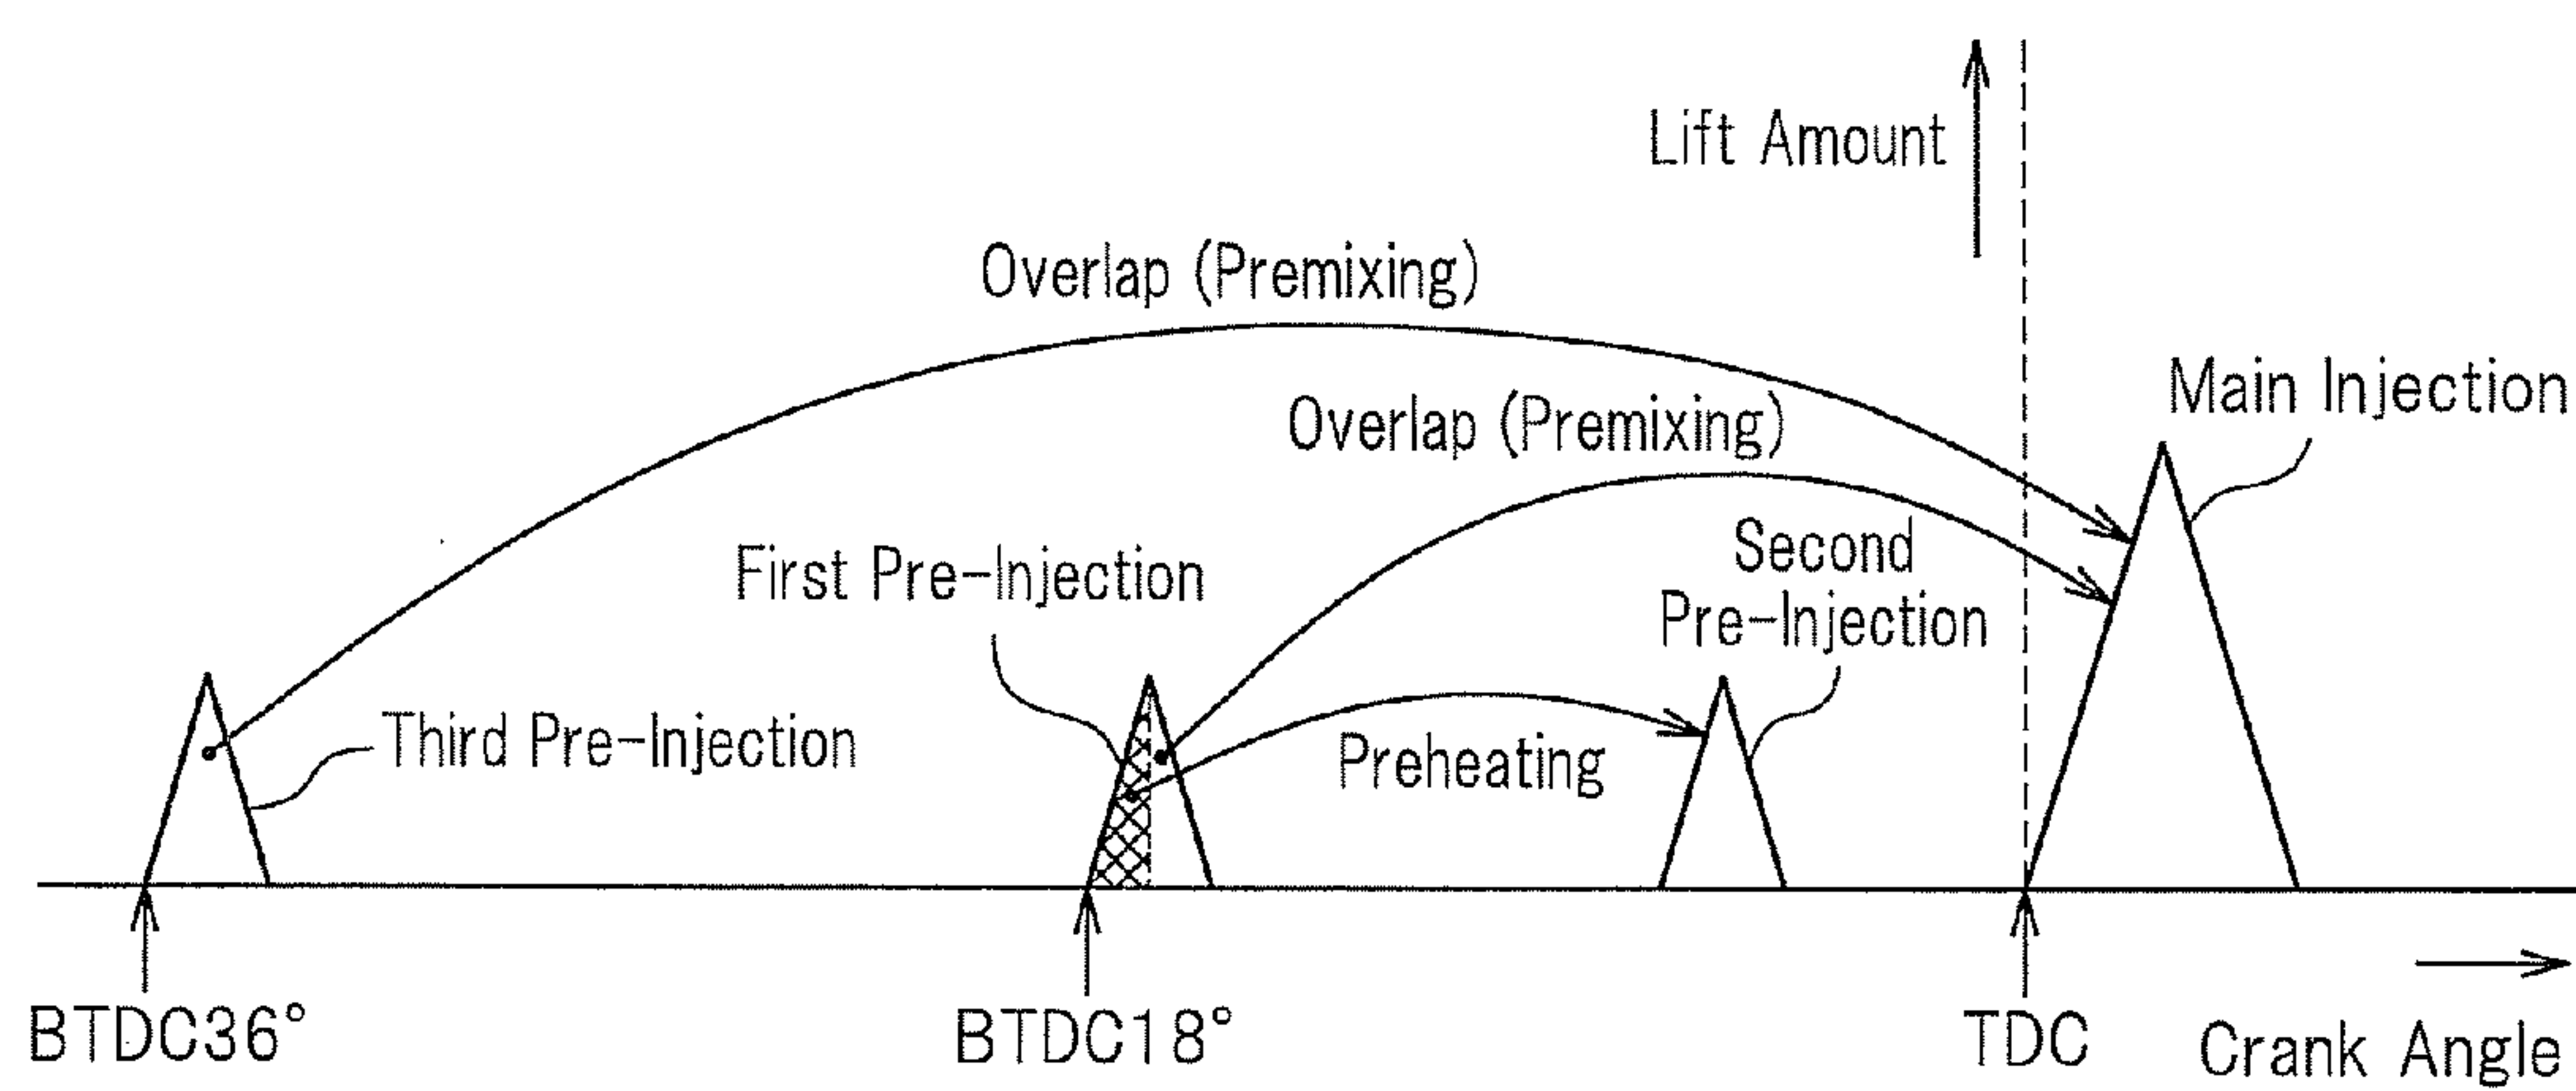 Lift Amount
Overlap (Premixing)
Main Injection
Overlap (Premixing)
Second
Pre-Injection
First Pre-Injection
Third Pre-Injection
Preheating
BTDC36°
BTDC18°
TDC
Crank Angle